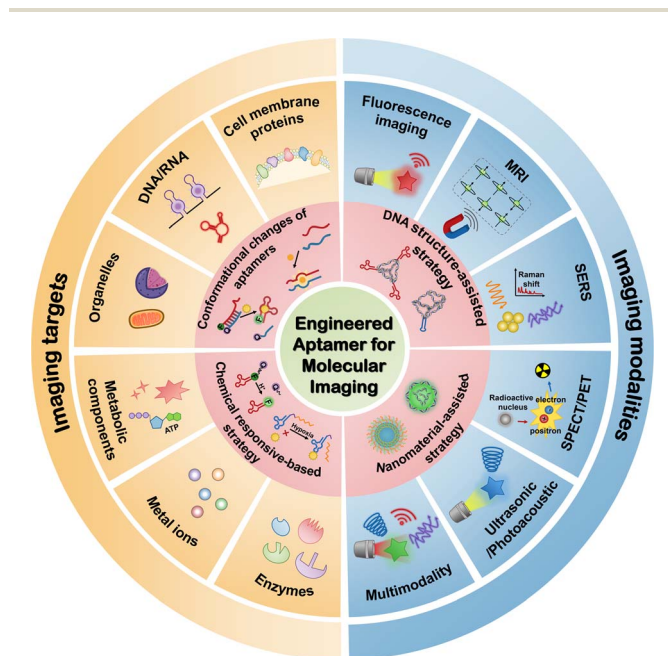 Imaging targets
Cell membrane
proteins
DNA/RNA
Organelles
Metabolic
components
ATP
Metal ions
Enzymes
Imaging modalities
Fluorescence
imaging
MRI
SERS
Raman
shift
SPECT/PET
Radioactive
nucleus
electron
positron
Ultrasonic
/Photoacoustic
Multimodality
Conformational changes of
aptamers
F
DNA structure-assisted
strategy
Chemical responsive-based
strategy
F
F
Hypoxia
Nanomaterial-assisted
strategy
Engineered
Aptamer for
Molecular
Imaging